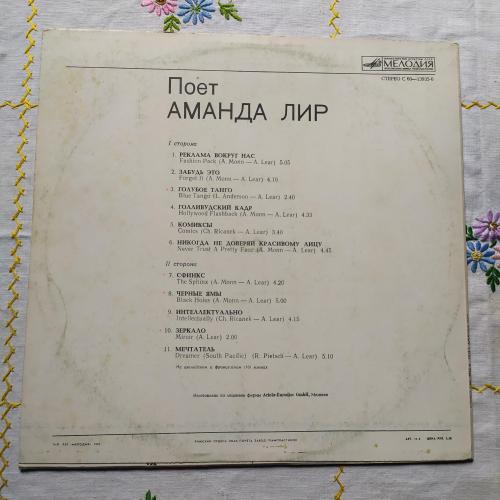 МЕЛОДИЯ
СТЕРЕО С 60—13935-6
Поет
АМАНДА ЛИР
I сторона
1. РЕКЛАМА ВОКРУГ НАС
Fashion Pack (A. Monn — A. Lear) 5.05
2. ЗАБУДЬ ЭТО
Forget It (A. Monn — A. Lear) 4.10
3. ГОЛУБОЕ ТАНГО
Blue Tango (L. Anderson — A. Lear) 2.40
4. ГОЛЛИВУДСКИЙ КАДР
Hollywood Flashback (A. Monn — A. Lear) 4.33
5. КОМИКСЫ
Comics (Ch. Ricanek — A. Lear) 3.40
6. НИКОГДА НЕ ДОВЕРЯЙ КРАСИВОМУ ЛИЦУ
Never Trust A Pretty Face (A. Monn — A. Lear) 4.45
II сторона
7. СФИНКС
The Sphinx (A. Monn — A. Lear) 4.20
8. ЧЕРНЫЕ ЯМЫ
Black Holes (A. Monn — A. Lear) 5.00
9. ИНТЕЛЛЕКТУАЛЬНО
Intellectually (Ch. Ricanek — A. Lear) 4.15
10. ЗЕРКАЛО
Miroir (A. Lear) 2.00
11. МЕЧТАТЕЛЬ
Dreamer (South Pacific) (R. Pietsch — A. Lear) 5.10
На английском и французском (10) языках
Изготовлено по лицензии фирмы Ariola-Eurodisc GmbH, Мюнхен